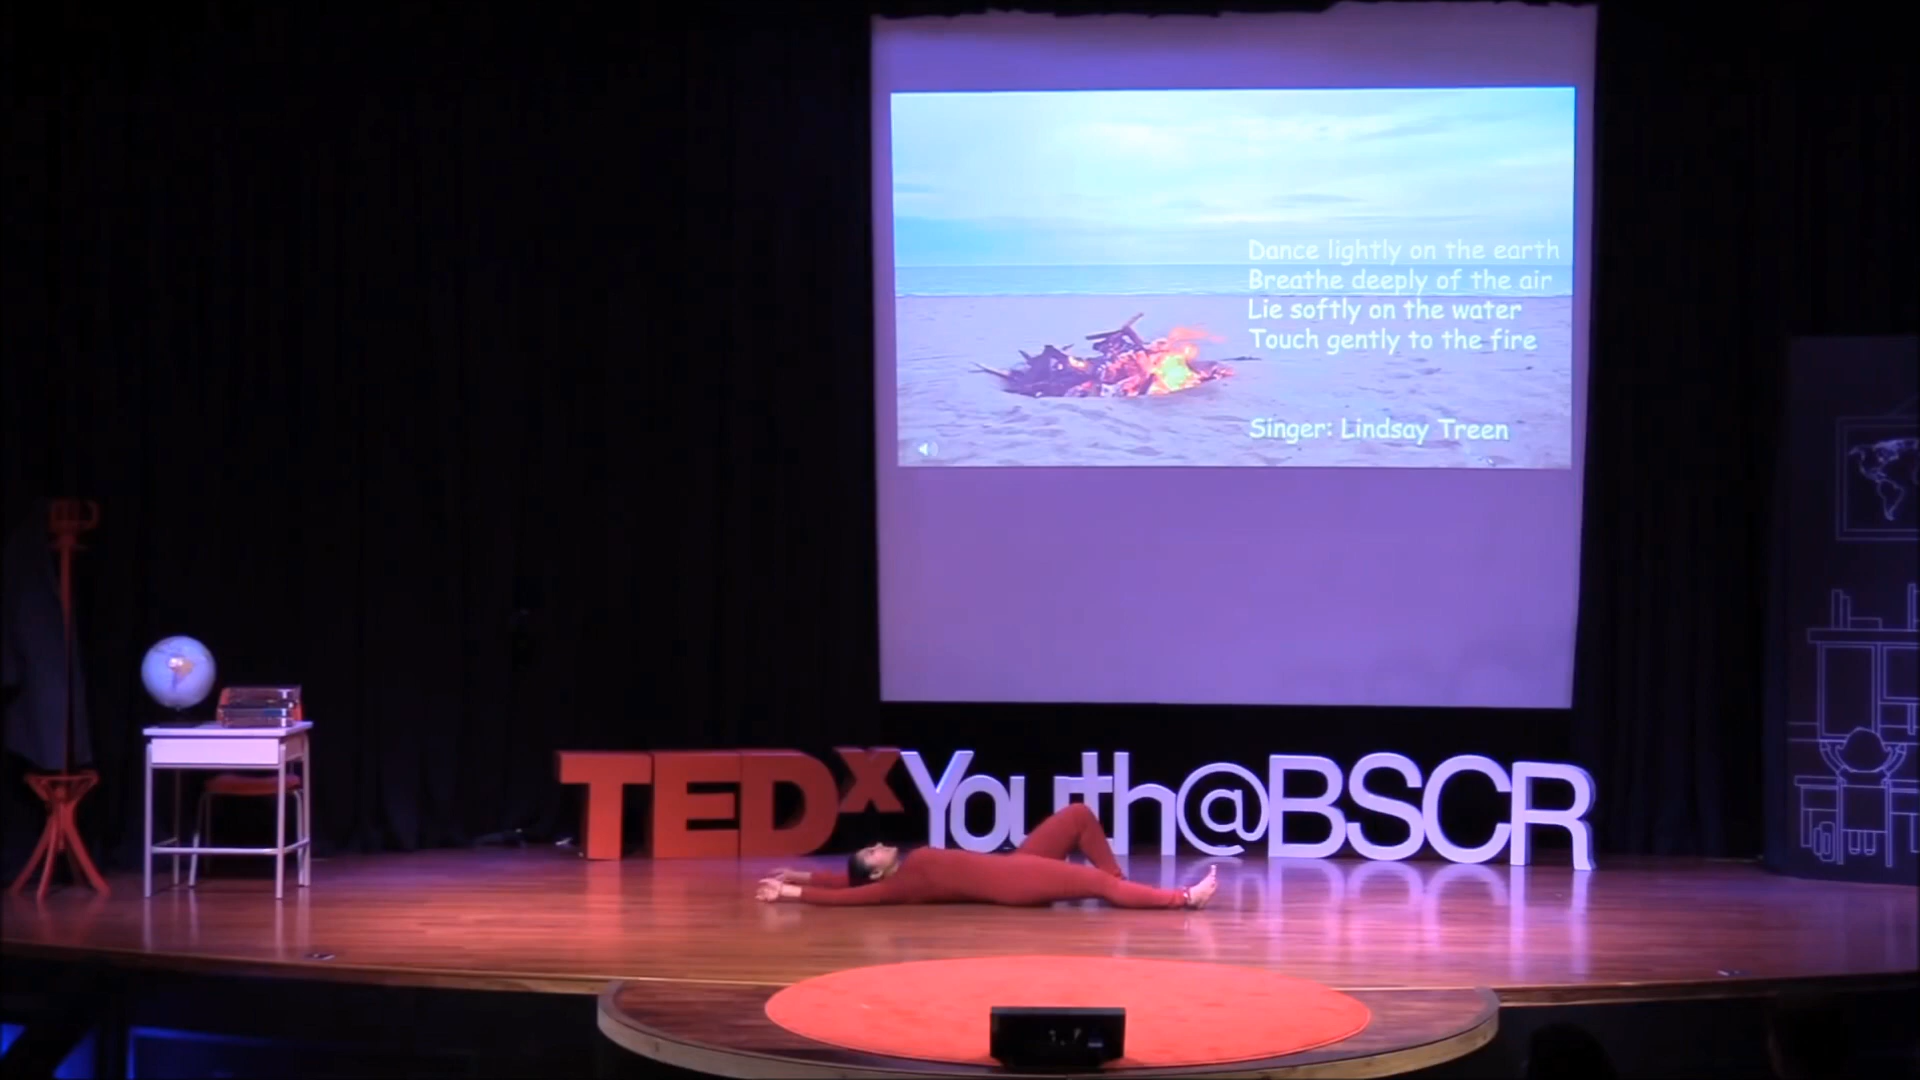 Dance lightly on the earth
Breathe deeply of the air
Lie softly on the water
Touch gently to the fire
Singer: Lindsay Treen
TEDxYouth@BSCR